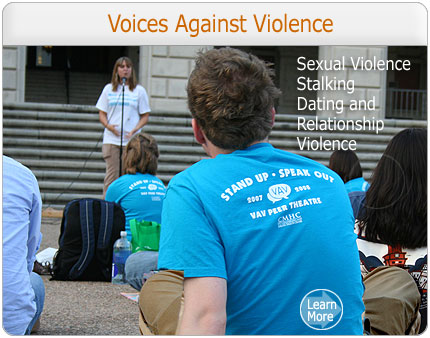 Voices Against Violence
Sexual Violence
Stalking
Dating and
Relationship
Violence
STAND UP · SPEAK OUT
2007 VAV 2008
VAV PEER THEATRE
CMHC
Learn
More